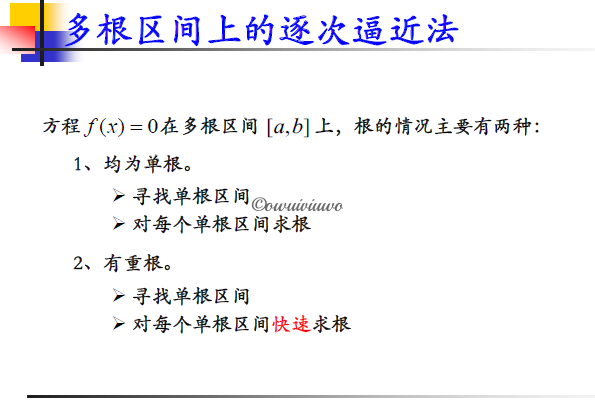 多根区间上的逐次逼近法
方程 f(x) = 0 在多根区间 [a,b] 上，根的情况主要有两种：
1、均为单根。
➢ 寻找单根区间
©owuiviuwo
➢ 对每个单根区间求根
2、有重根。
➢ 寻找单根区间
➢ 对每个单根区间快速求根